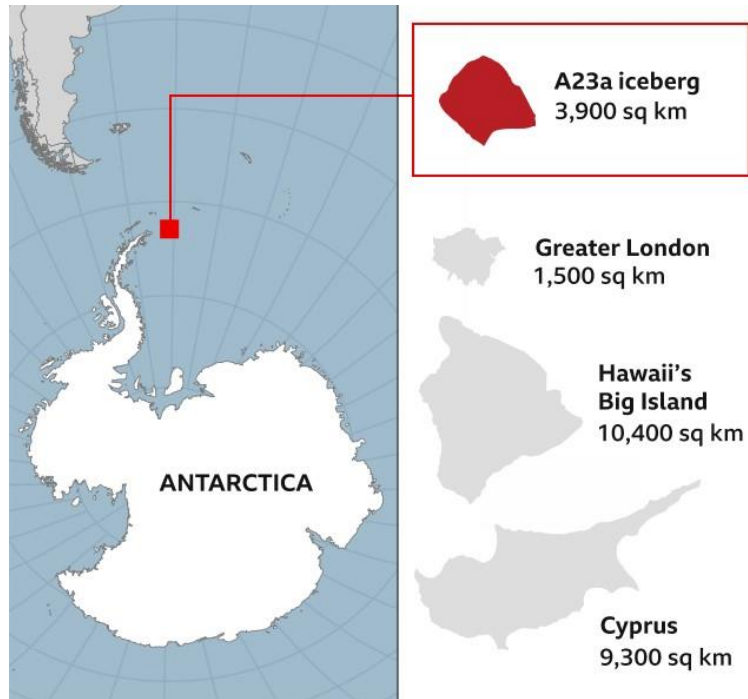 A23a iceberg
3,900 sq km
Greater London
1,500 sq km
Hawaii's
Big Island
10,400 sq km
ANTARCTICA
Cyprus
9,300 sq km